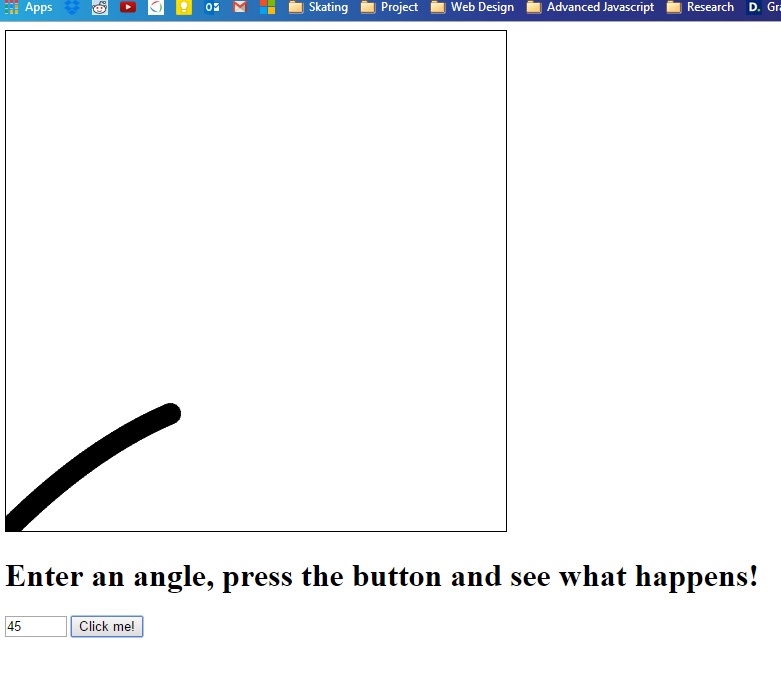 Apps Skating Project Web Design Advanced Javascript Research D. Gra
Enter an angle, press the button and see what happens!
45 Click me!